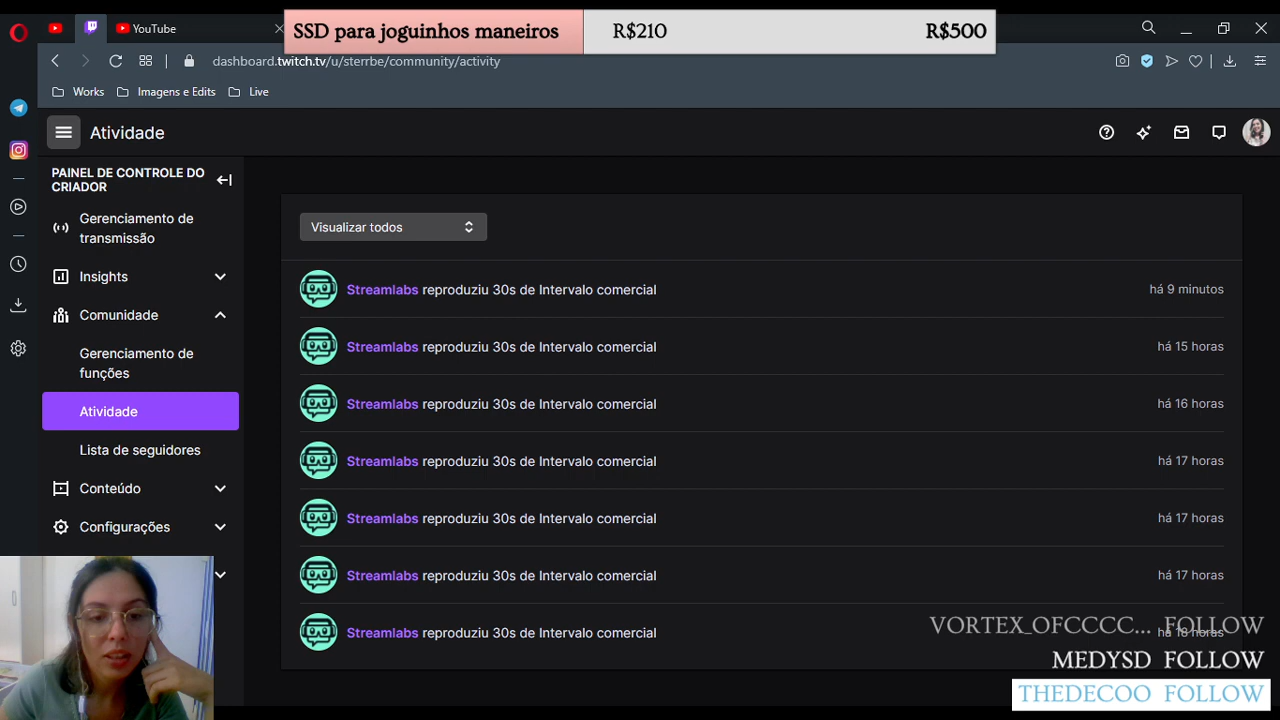 SSD para joguinhos maneiros R$210 R$500
YouTube
dashboard.twitch.tv/u/sterrbe/community/activity
Works Imagens e Edits Live
Atividade
PAINEL DE CONTROLE DO
CRIADOR
Gerenciamento de
transmissão
Insights
Comunidade
Gerenciamento de
funções
Atividade
Lista de seguidores
Conteúdo
Configurações
Visualizar todos
Streamlabs reproduziu 30s de Intervalo comercial há 9 minutos
Streamlabs reproduziu 30s de Intervalo comercial há 15 horas
Streamlabs reproduziu 30s de Intervalo comercial há 16 horas
Streamlabs reproduziu 30s de Intervalo comercial há 17 horas
Streamlabs reproduziu 30s de Intervalo comercial há 17 horas
Streamlabs reproduziu 30s de Intervalo comercial há 17 horas
Streamlabs reproduziu 30s de Intervalo comercial há 18 horas
VORTEX_OFCCCC... FOLLOW
MEDYSD FOLLOW
THEDECOO FOLLOW